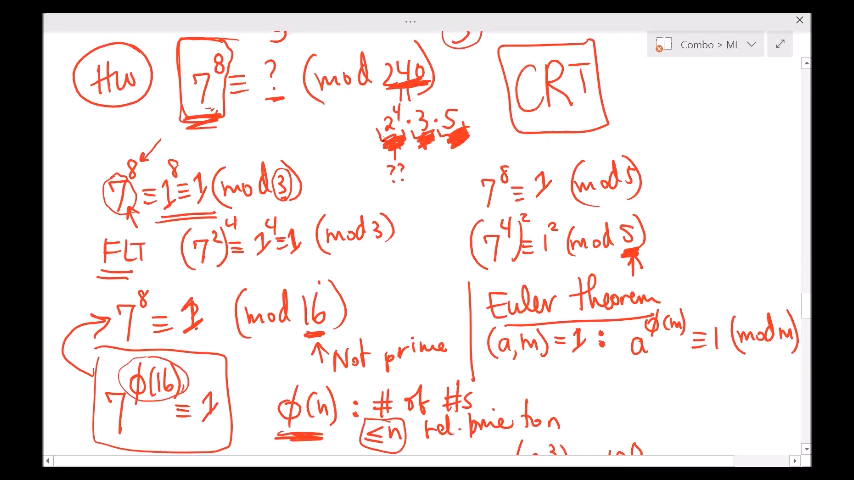 Combo > ML
HW 7^8 ≡ ? (mod 240)
2^4 · 3 · 5
??
CRT
7^8 ≡ 1^8 ≡ 1 (mod 3)
FLT (7^2)^4 ≡ 1^4 ≡ 1 (mod 3)
7^8 ≡ 1 (mod 5)
(7^4)^2 ≡ 1^2 (mod 5)
7^8 ≡ 1 (mod 16)
Not prime
7^ϕ(16) ≡ 1
Euler theorem
(a,m) = 1 : a^ϕ(m) ≡ 1 (mod m)
ϕ(n) : # of #s
≤n rel. prime to n